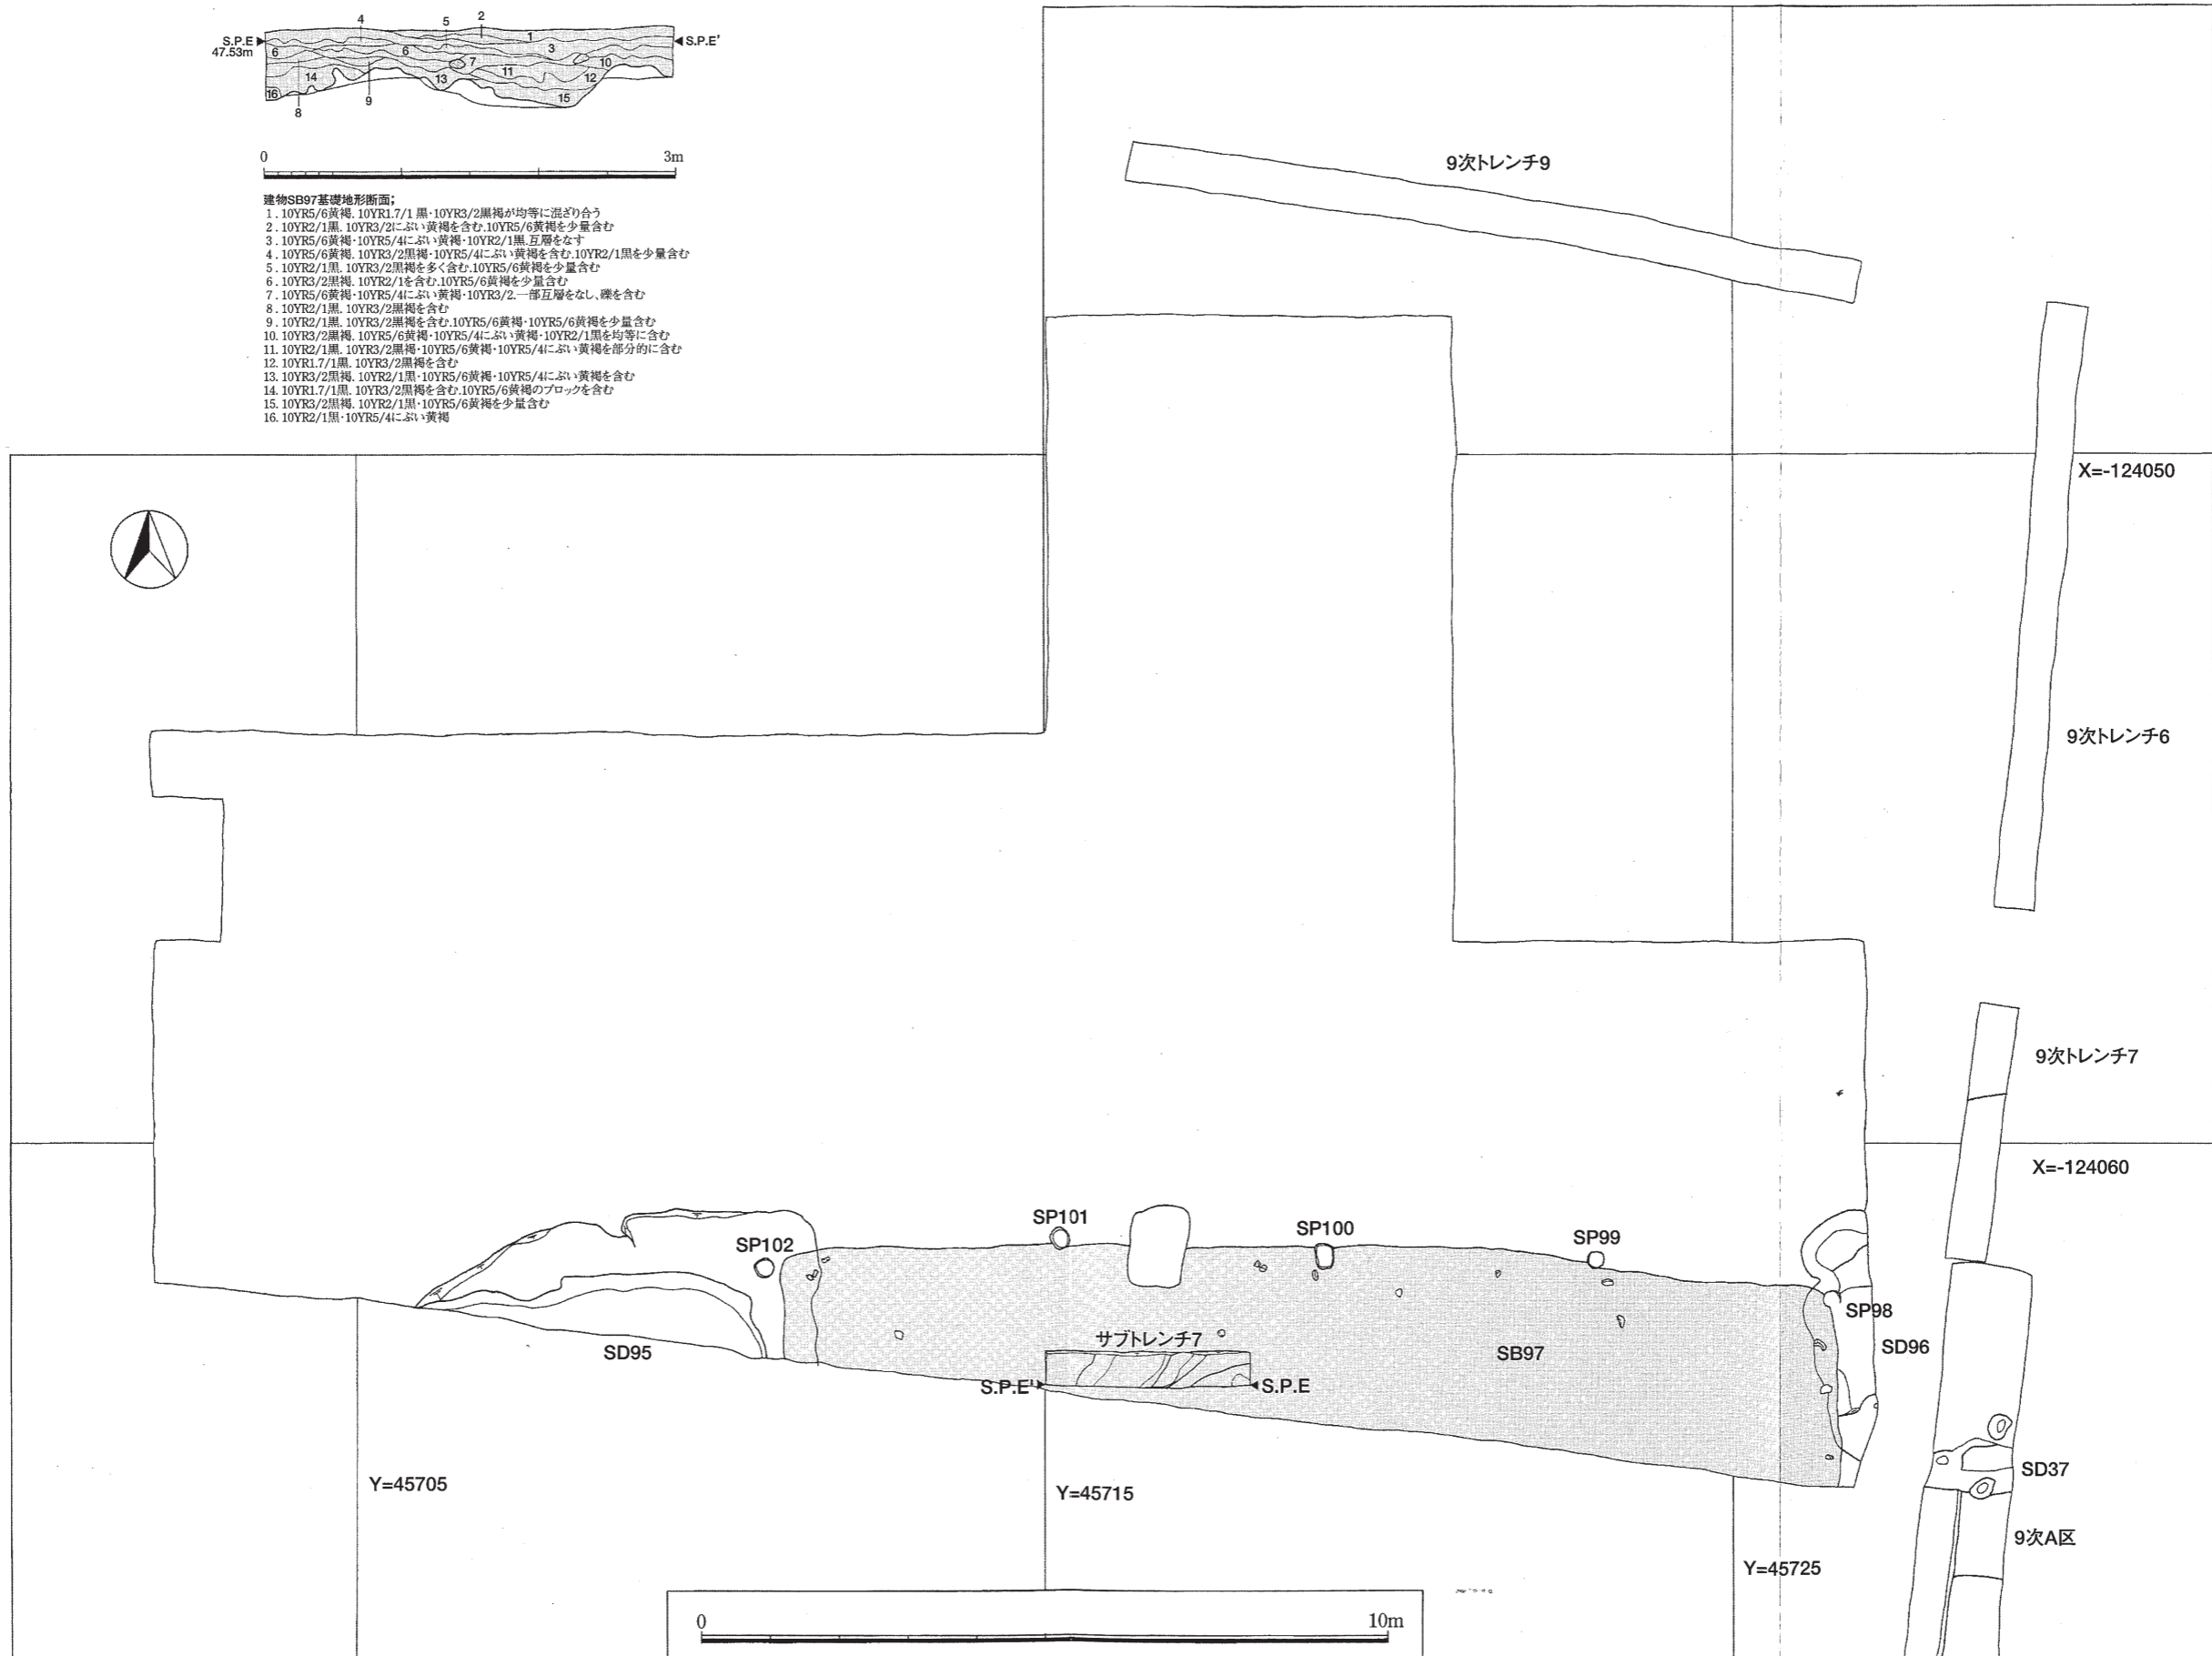 4
5
2
1
S.P.E
47.53m
S.P.E'
6
6
3
7
10
14
13
11
12
16
8
9
15
0
3m
建物SB97基礎地形断面；
1. 10YR5/6黄褐. 10YR1.7/1 黒・10YR3/2黒褐が均等に混ざり合う
2. 10YR2/1黒. 10YR3/2にぶい黄褐を含む.10YR5/6黄褐を少量含む
3. 10YR5/6黄褐・10YR5/4にぶい黄褐・10YR2/1黒.互層をなす
4. 10YR5/6黄褐. 10YR3/2黒褐・10YR5/4にぶい黄褐を含む.10YR2/1黒を少量含む
5. 10YR2/1黒. 10YR3/2黒褐を多く含む.10YR5/6黄褐を少量含む
6. 10YR3/2黒褐. 10YR2/1を含む.10YR5/6黄褐を少量含む
7. 10YR5/6黄褐・10YR5/4にぶい黄褐・10YR3/2.一部互層をなし、礫を含む
8. 10YR2/1黒. 10YR3/2黒褐を含む
9. 10YR2/1黒. 10YR3/2黒褐を含む.10YR5/6黄褐・10YR5/6黄褐を少量含む
10. 10YR3/2黒褐. 10YR5/6黄褐・10YR5/4にぶい黄褐・10YR2/1黒を均等に含む
11. 10YR2/1黒. 10YR3/2黒褐・10YR5/6黄褐・10YR5/4にぶい黄褐を部分的に含む
12. 10YR1.7/1黒. 10YR3/2黒褐を含む
13. 10YR3/2黒褐. 10YR2/1黒・10YR5/6黄褐・10YR5/4にぶい黄褐を含む
14. 10YR1.7/1黒. 10YR3/2黒褐を含む.10YR5/6黄褐のブロックを含む
15. 10YR3/2黒褐. 10YR2/1黒・10YR5/6黄褐を少量含む
16. 10YR2/1黒・10YR5/4にぶい黄褐
9次トレンチ9
X=-124050
9次トレンチ6
9次トレンチ7
X=-124060
SP101
SP100
SP99
SP102
SP98
サブトレンチ7
SD95
SB97
SD96
S.P.E'
S.P.E
SD37
Y=45705
Y=45715
9次A区
Y=45725
0
10m